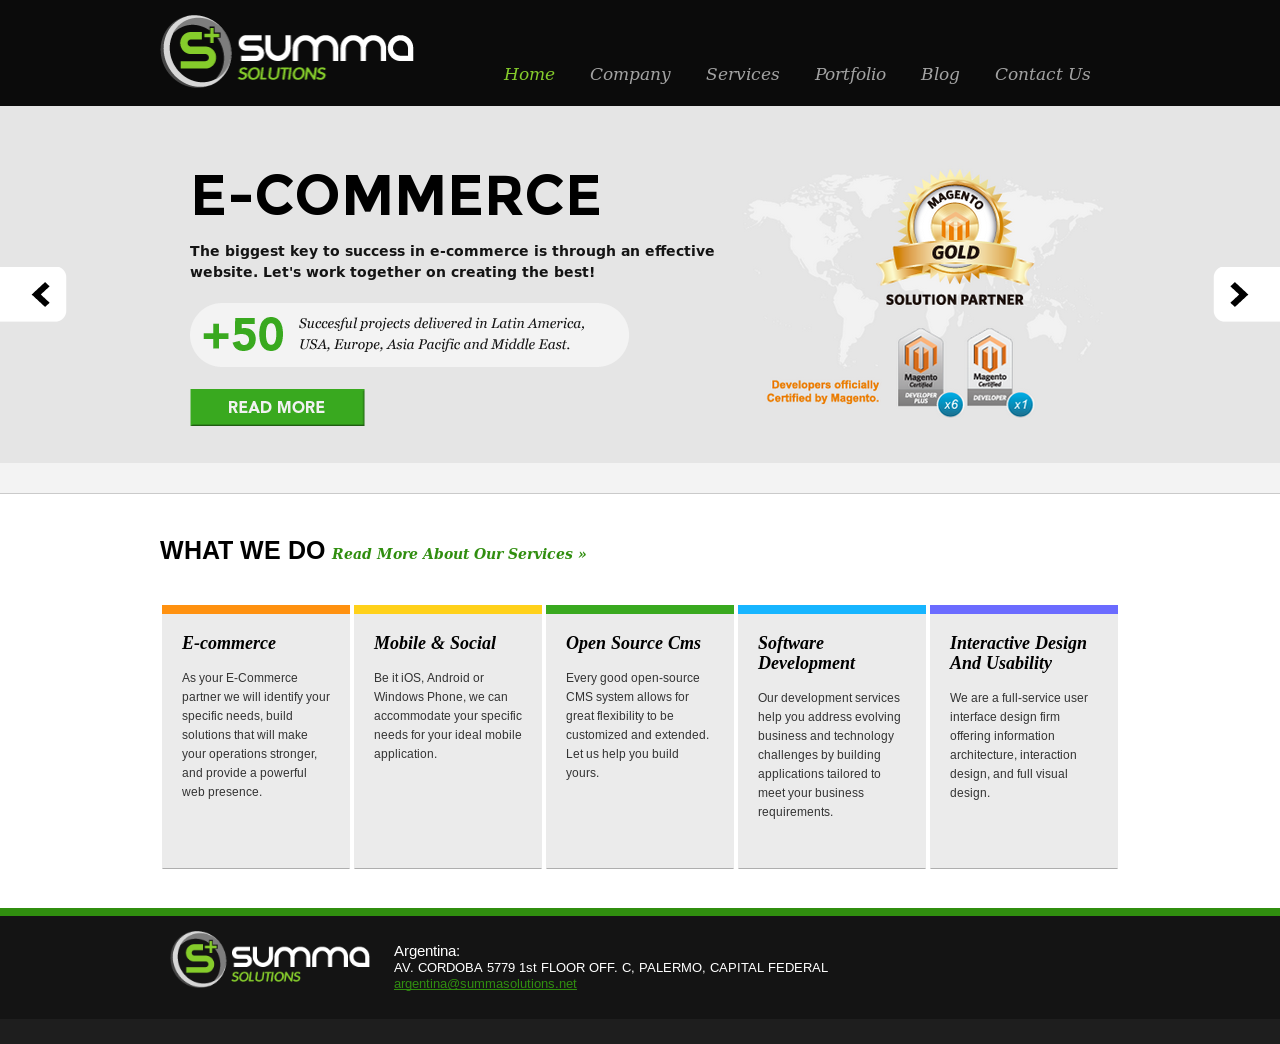 S+ summa
SOLUTIONS
Home Company Services Portfolio Blog Contact Us
E-COMMERCE
The biggest key to success in e-commerce is through an effective
website. Let's work together on creating the best!
+50
Succesful projects delivered in Latin America,
USA, Europe, Asia Pacific and Middle East.
READ MORE
MAGENTO
GOLD
SOLUTION PARTNER
Developers officially
Certified by Magento.
Magento
Certified
DEVELOPER
PLUS
x6
Magento
Certified
DEVELOPER
x1
WHAT WE DO Read More About Our Services »
E-commerce
As your E-Commerce
partner we will identify your
specific needs, build
solutions that will make
your operations stronger,
and provide a powerful
web presence.
Mobile & Social
Be it iOS, Android or
Windows Phone, we can
accommodate your specific
needs for your ideal mobile
application.
Open Source Cms
Every good open-source
CMS system allows for
great flexibility to be
customized and extended.
Let us help you build
yours.
Software
Development
Our development services
help you address evolving
business and technology
challenges by building
applications tailored to
meet your business
requirements.
Interactive Design
And Usability
We are a full-service user
interface design firm
offering information
architecture, interaction
design, and full visual
design.
S+ summa
SOLUTIONS
Argentina:
AV. CORDOBA 5779 1st FLOOR OFF. C, PALERMO, CAPITAL FEDERAL
argentina@summasolutions.net